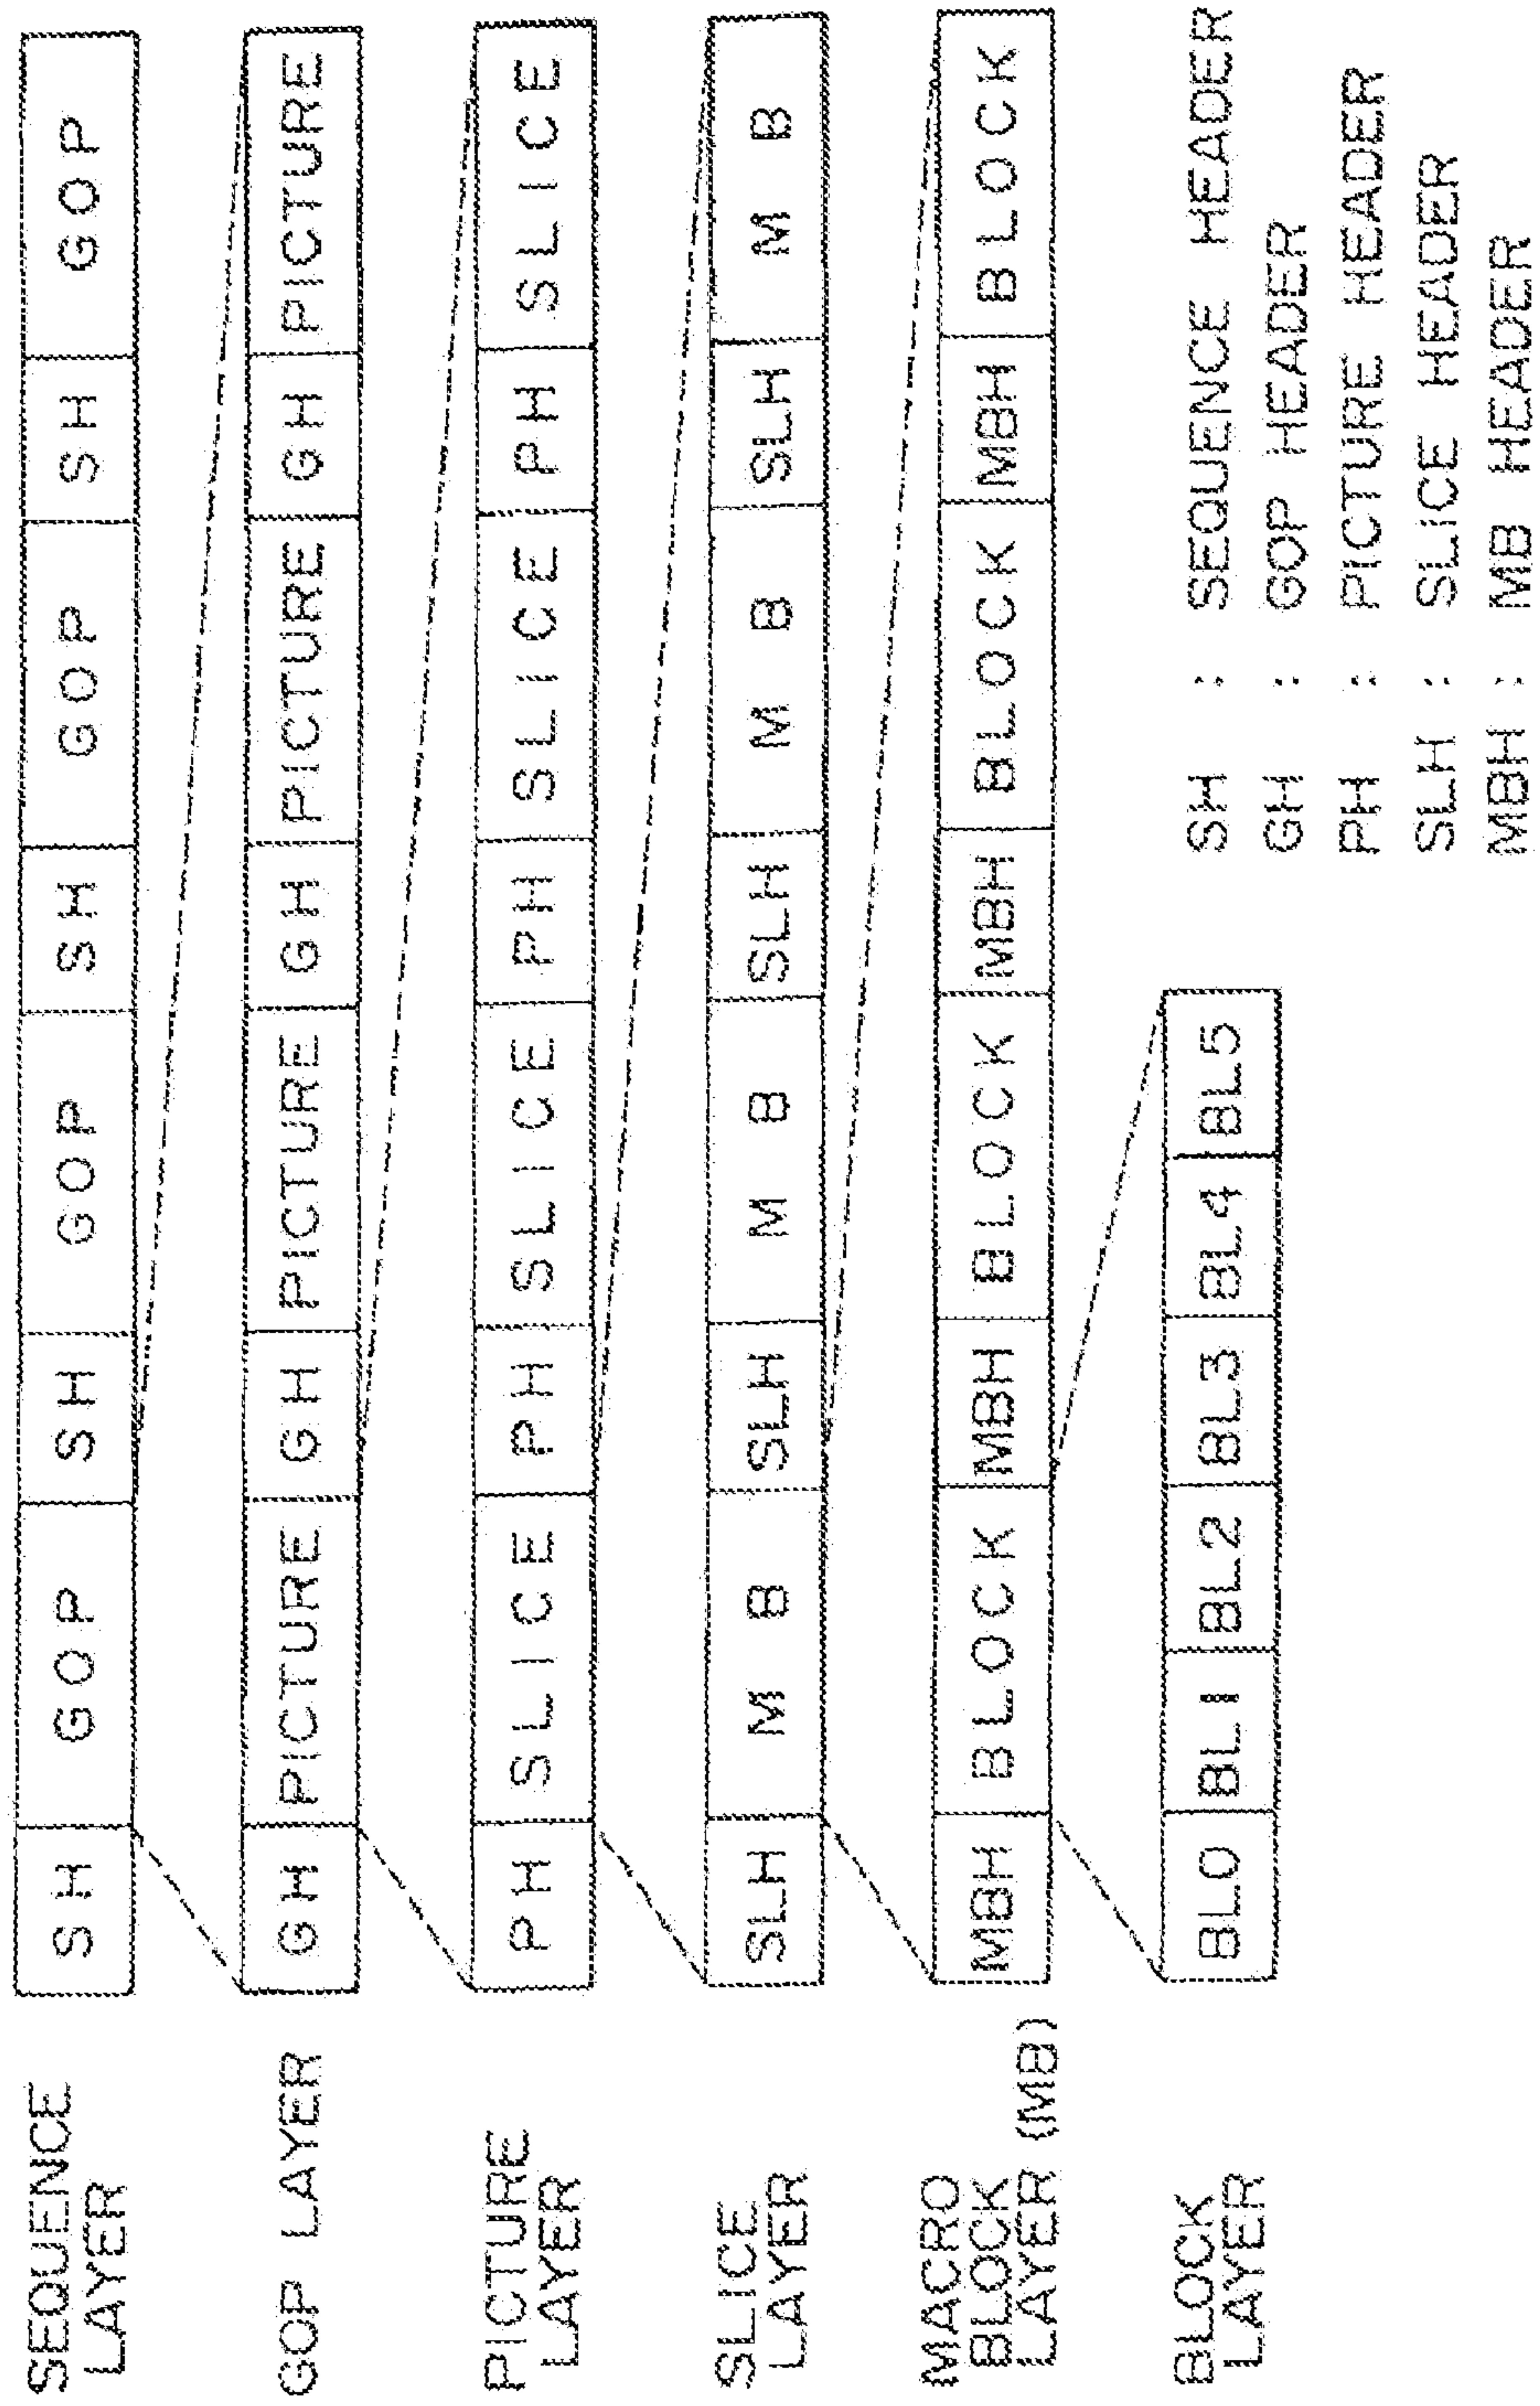 SEQUENCE
LAYER
SH GOP SH GOP SH GOP SH GOP
GOP LAYER
GH PICTURE GH PICTURE GH PICTURE GH PICTURE
PICTURE
LAYER
PH SLICE PH SLICE PH SLICE PH SLICE
SLICE
LAYER
SLH M B SLH M B SLH M B SLH M B
MACRO
BLOCK
LAYER (MB)
MBH BLOCK MBH BLOCK MBH BLOCK MBH BLOCK
BLOCK
LAYER
BL0 BL1 BL2 BL3 BL4 BL5
SH : SEQUENCE HEADER
GH : GOP HEADER
PH : PICTURE HEADER
SLH : SLICE HEADER
MBH : MB HEADER